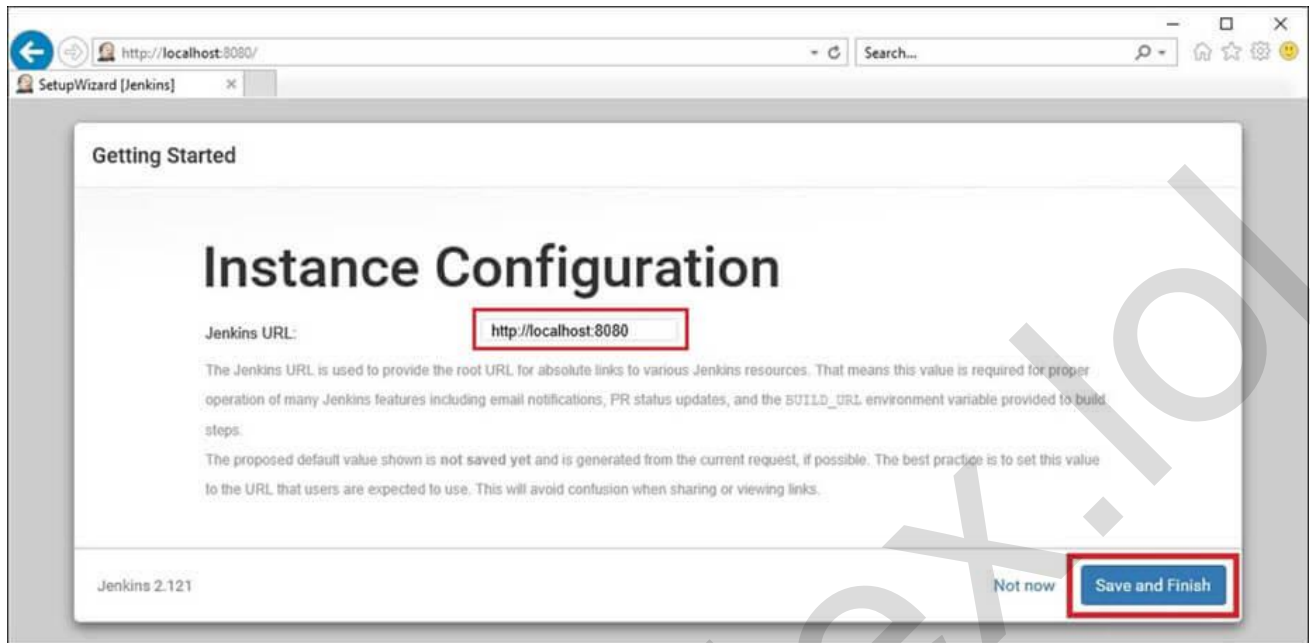 http://localhost:8080/
Search...
SetupWizard [Jenkins]
Getting Started
Instance Configuration
Jenkins URL:
http://localhost:8080
The Jenkins URL is used to provide the root URL for absolute links to various Jenkins resources. That means this value is required for proper
operation of many Jenkins features including email notifications, PR status updates, and the BUILD_URL environment variable provided to build
steps.
The proposed default value shown is not saved yet and is generated from the current request, if possible. The best practice is to set this value
to the URL that users are expected to use. This will avoid confusion when sharing or viewing links.
Jenkins 2.121
Not now
Save and Finish